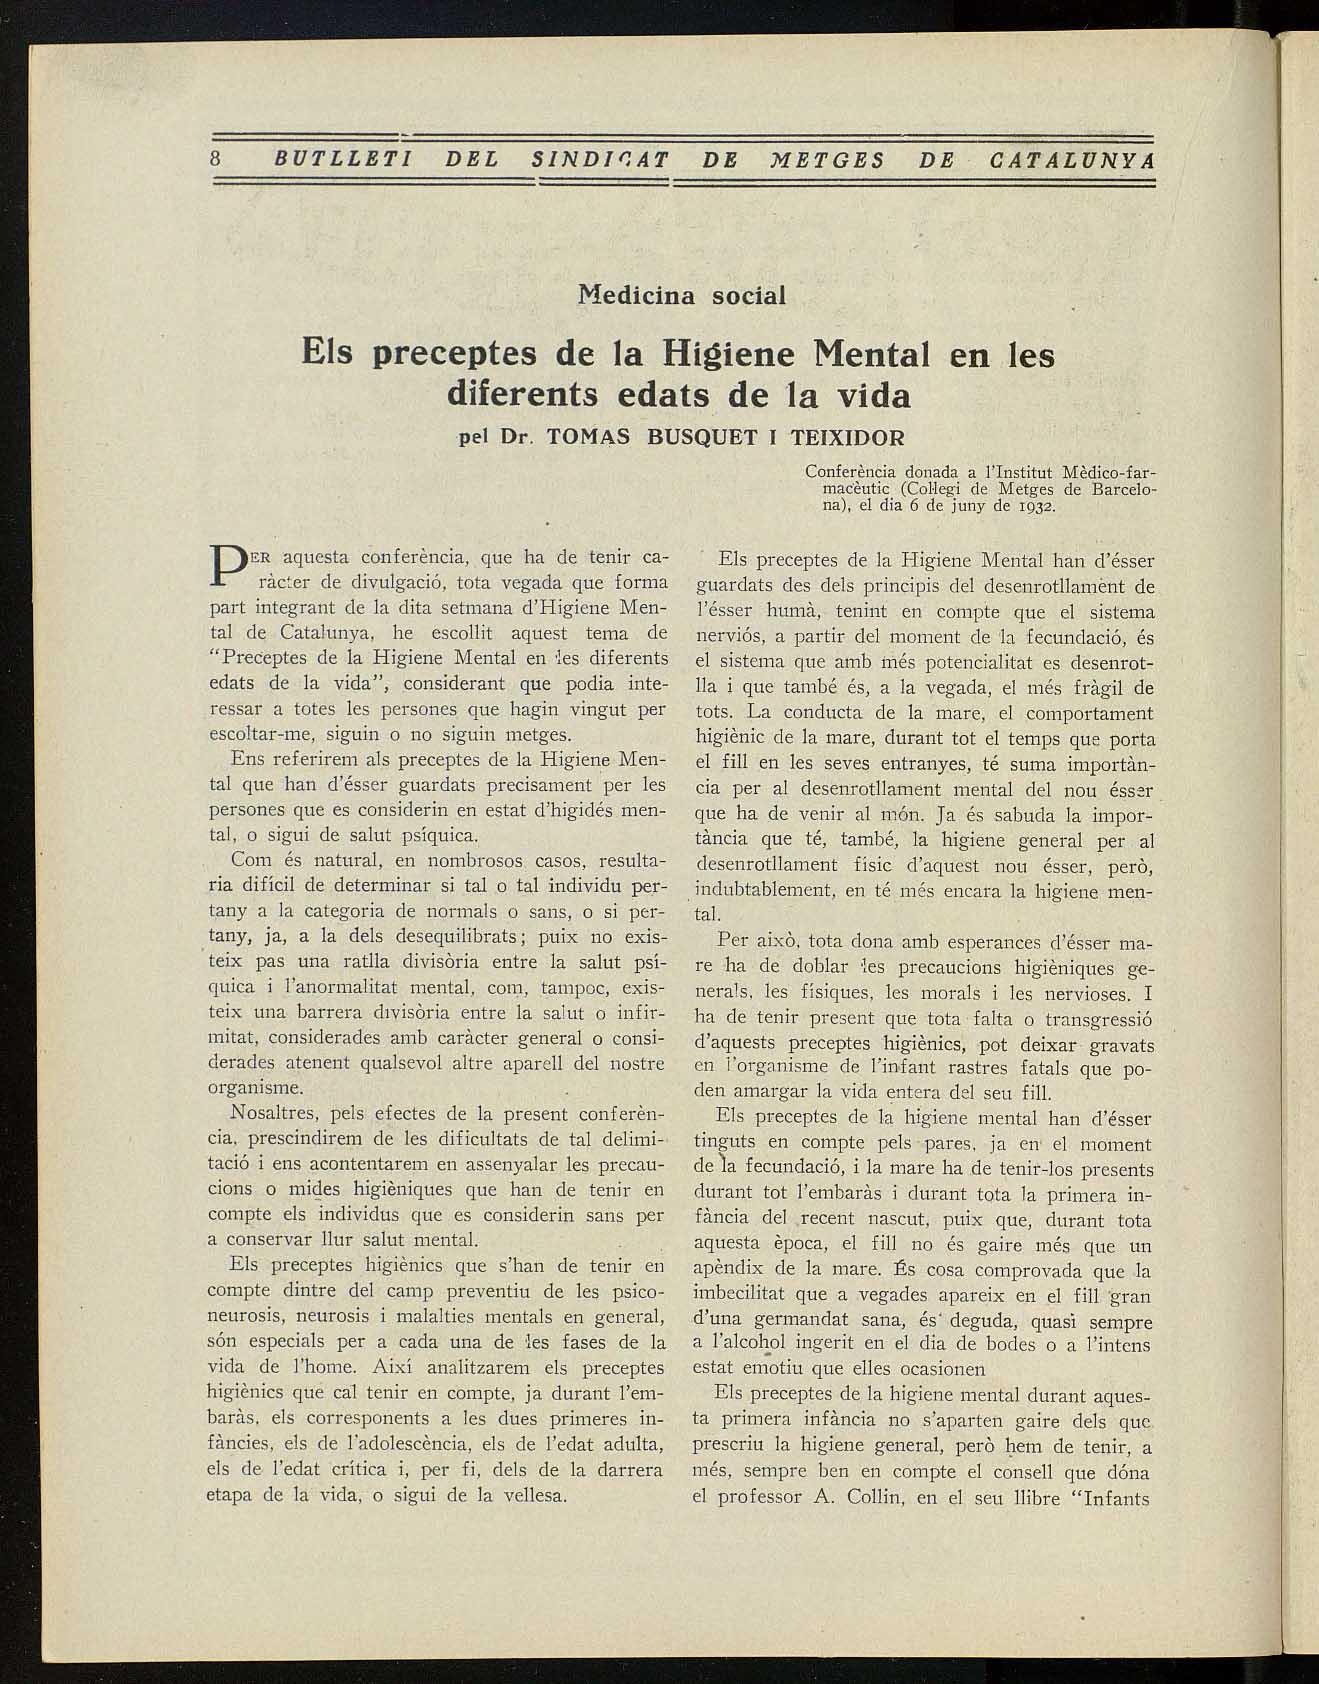 8 BUTLLETI DEL SINDICAT DE METGES DE CATALUNYA
Medicina social
Els preceptes de la Higiene Mental en les
diferents edats de la vida
pel Dr. TOMAS BUSQUET I TEIXIDOR
Conferència donada a l'Institut Mèdico-far-
macèutic (Col·legi de Metges de Barcelo-
na), el dia 6 de juny de 1932.
PER aquesta conferència, que ha de tenir ca-
ràcter de divulgació, tota vegada que forma
part integrant de la dita setmana d'Higiene Men-
tal de Catalunya, he escollit aquest tema de
"Preceptes de la Higiene Mental en les diferents
edats de la vida", considerant que podia inte-
ressar a totes les persones que hagin vingut per
escoltar-me, siguin o no siguin metges.
Ens referirem als preceptes de la Higiene Men-
tal que han d'ésser guardats precisament per les
persones que es considerin en estat d'higidés men-
tal, o sigui de salut psíquica.
Com és natural, en nombrosos casos, resulta-
ria difícil de determinar si tal o tal individu per-
tany a la categoria de normals o sans, o si per-
tany, ja, a la dels desequilibrats; puix no exis-
teix pas una ratlla divisòria entre la salut psí-
quica i l'anormalitat mental, com, tampoc, exis-
teix una barrera divisòria entre la salut o infir-
mitat, considerades amb caràcter general o consi-
derades atenent qualsevol altre aparell del nostre
organisme.
Nosaltres, pels efectes de la present conferèn-
cia, prescindirem de les dificultats de tal delimi-
tació i ens acontentarem en assenyalar les precau-
cions o mides higièniques que han de tenir en
compte els individus que es considerin sans per
a conservar llur salut mental.
Els preceptes higiènics que s'han de tenir en
compte dintre del camp preventiu de les psico-
neurosis, neurosis i malalties mentals en general,
són especials per a cada una de les fases de la
vida de l'home. Així analitzarem els preceptes
higiènics que cal tenir en compte, ja durant l'em-
baràs, els corresponents a les dues primeres in-
fàncies, els de l'adolescència, els de l'edat adulta,
els de l'edat crítica i, per fi, dels de la darrera
etapa de la vida, o sigui de la vellesa.
Els preceptes de la Higiene Mental han d'ésser
guardats des dels principis del desenrotllament de
l'ésser humà, tenint en compte que el sistema
nerviós, a partir del moment de la fecundació, és
el sistema que amb més potencialitat es desenrot-
lla i que també és, a la vegada, el més fràgil de
tots. La conducta de la mare, el comportament
higiènic de la mare, durant tot el temps que porta
el fill en les seves entranyes, té suma importàn-
cia per al desenrotllament mental del nou ésser
que ha de venir al món. Ja és sabuda la impor-
tància que té, també, la higiene general per al
desenrotllament físic d'aquest nou ésser, però,
indubtablement, en té més encara la higiene men-
tal.
Per això, tota dona amb esperances d'ésser ma-
re ha de doblar les precaucions higièniques ge-
nerals, les físiques, les morals i les nervioses. I
ha de tenir present que tota falta o transgressió
d'aquests preceptes higiènics, pot deixar gravats
en l'organisme de l'infant rastres fatals que po-
den amargar la vida entera del seu fill.
Els preceptes de la higiene mental han d'ésser
tinguts en compte pels pares, ja en el moment
de la fecundació, i la mare ha de tenir-los presents
durant tot l'embaràs i durant tota la primera in-
fància del recent nascut, puix que, durant tota
aquesta època, el fill no és gaire més que un
apèndix de la mare. És cosa comprovada que la
imbecilitat que a vegades apareix en el fill gran
d'una germandat sana, és deguda, quasi sempre
a l'alcohol ingerit en el dia de bodes o a l'intens
estat emotiu que elles ocasionen
Els preceptes de la higiene mental durant aques-
ta primera infància no s'aparten gaire dels que
prescriu la higiene general, però hem de tenir, a
més, sempre ben en compte el consell que dóna
el professor A. Collin, en el seu llibre "Infants